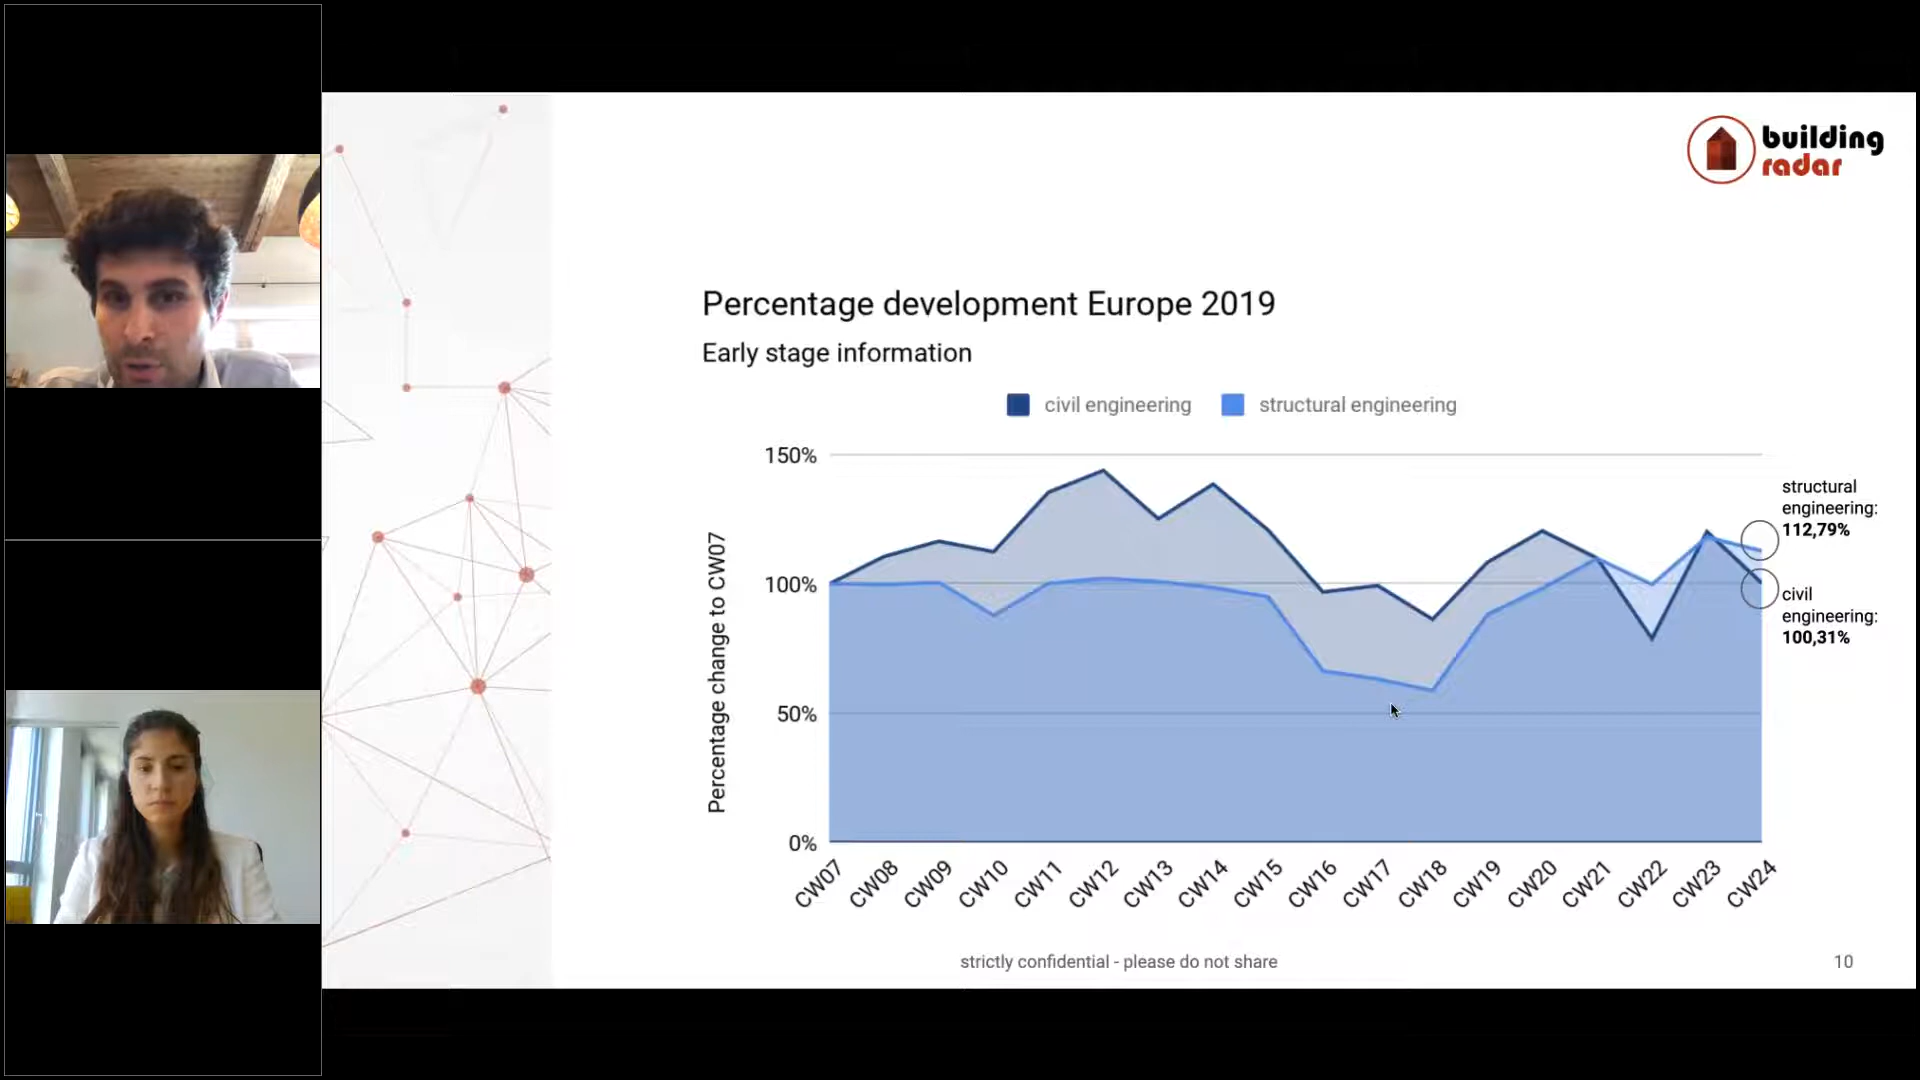 building
radar
Percentage development Europe 2019
Early stage information
civil engineering
structural engineering
150%
100%
50%
0%
Percentage change to CW07
structural
engineering:
112,79%
civil
engineering:
100,31%
CW07
CW08
CW09
CW10
CW11
CW12
CW13
CW14
CW15
CW16
CW17
CW18
CW19
CW20
CW21
CW22
CW23
CW24
strictly confidential - please do not share
10